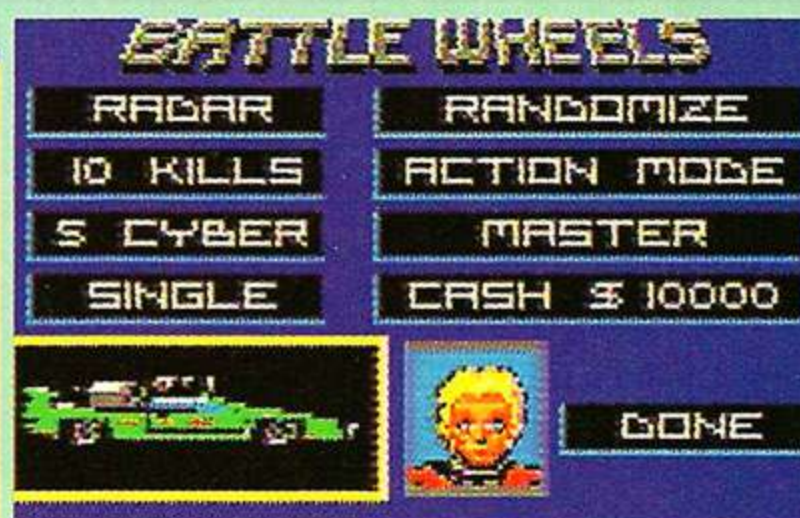 BATTLE WHEELS
RADAR
RANDOMIZE
10 KILLS
ACTION MODE
5 CYBER
MASTER
SINGLE
CASH $ 10000
DONE